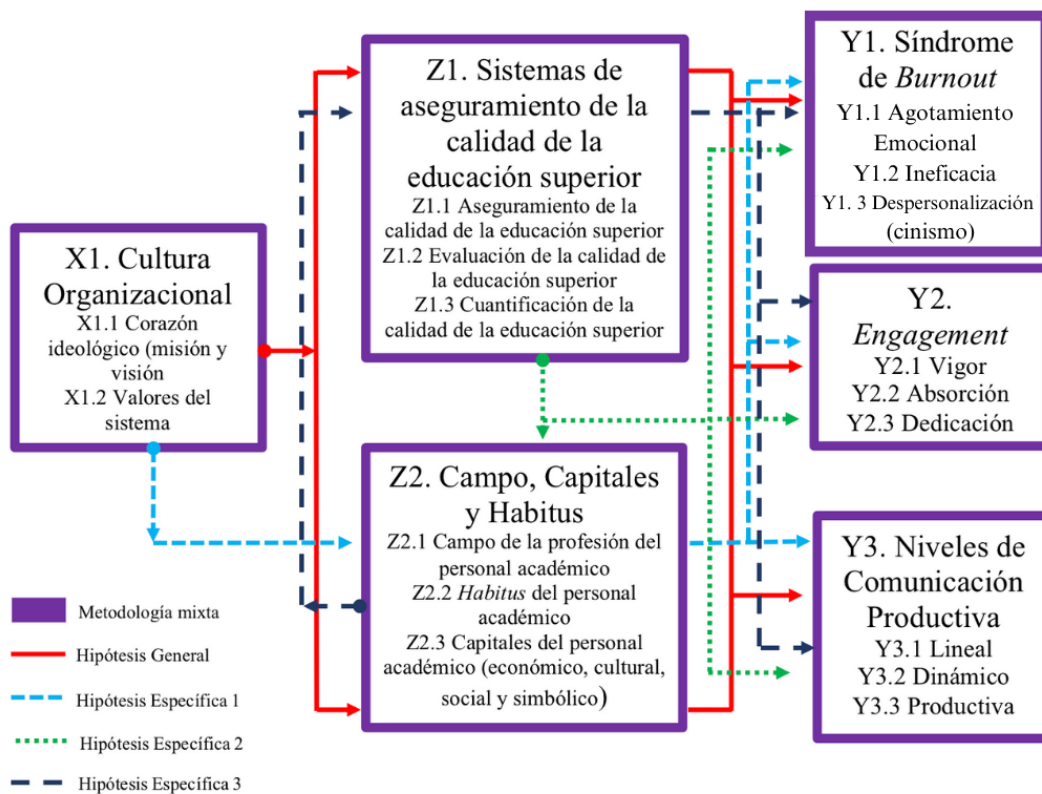 X1. Cultura
Organizacional
X1.1 Corazón
ideológico (misión y
visión
X1.2 Valores del
sistema
Z1. Sistemas de
aseguramiento de la
calidad de la
educación superior
Z1.1 Aseguramiento de la
calidad de la educación superior
Z1.2 Evaluación de la calidad de
la educación superior
Z1.3 Cuantificación de la
calidad de la educación superior
Z2. Campo, Capitales
y Habitus
Z2.1 Campo de la profesión del
personal académico
Z2.2 Habitus del personal
académico
Z2.3 Capitales del personal
académico (económico, cultural,
social y simbólico)
Y1. Síndrome
de Burnout
Y1.1 Agotamiento
Emocional
Y1.2 Ineficacia
Y1. 3 Despersonalización
(cinismo)
Y2.
Engagement
Y2.1 Vigor
Y2.2 Absorción
Y2.3 Dedicación
Y3. Niveles de
Comunicación
Productiva
Y3.1 Lineal
Y3.2 Dinámico
Y3.3 Productiva
Metodología mixta
Hipótesis General
Hipótesis Específica 1
Hipótesis Específica 2
Hipótesis Específica 3